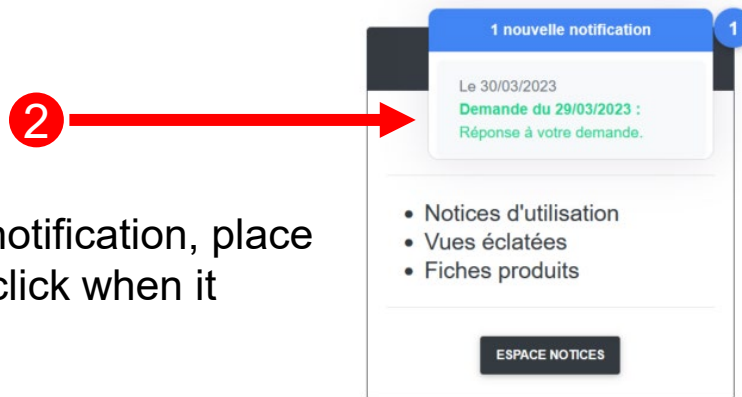 1 nouvelle notification
1
Le 30/03/2023
Demande du 29/03/2023 :
Réponse à votre demande.
2
notification, place
click when it
• Notices d'utilisation
• Vues éclatées
• Fiches produits
ESPACE NOTICES